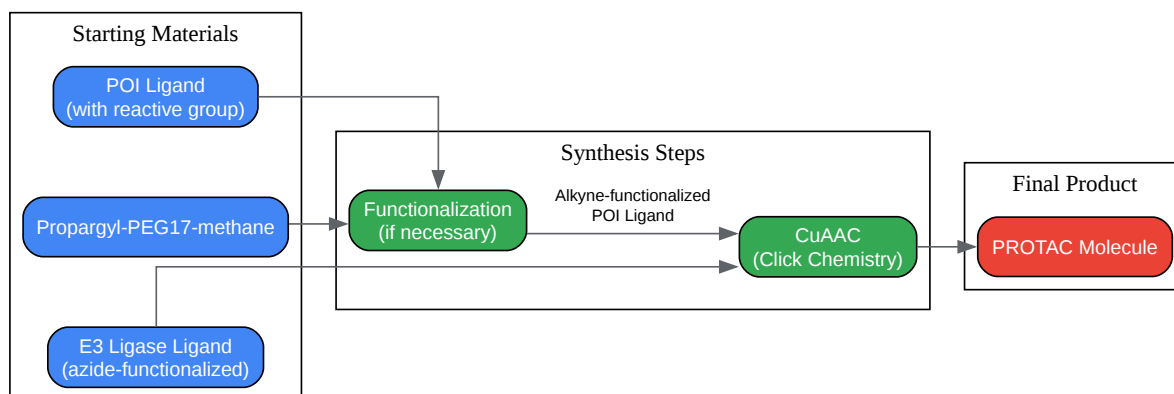 Starting Materials
POI Ligand
(with reactive group)
Propargyl-PEG17-methane
E3 Ligase Ligand
(azide-functionalized)
Synthesis Steps
Functionalization
(if necessary)
Alkyne-functionalized
POI Ligand
CuAAC
(Click Chemistry)
Final Product
PROTAC Molecule